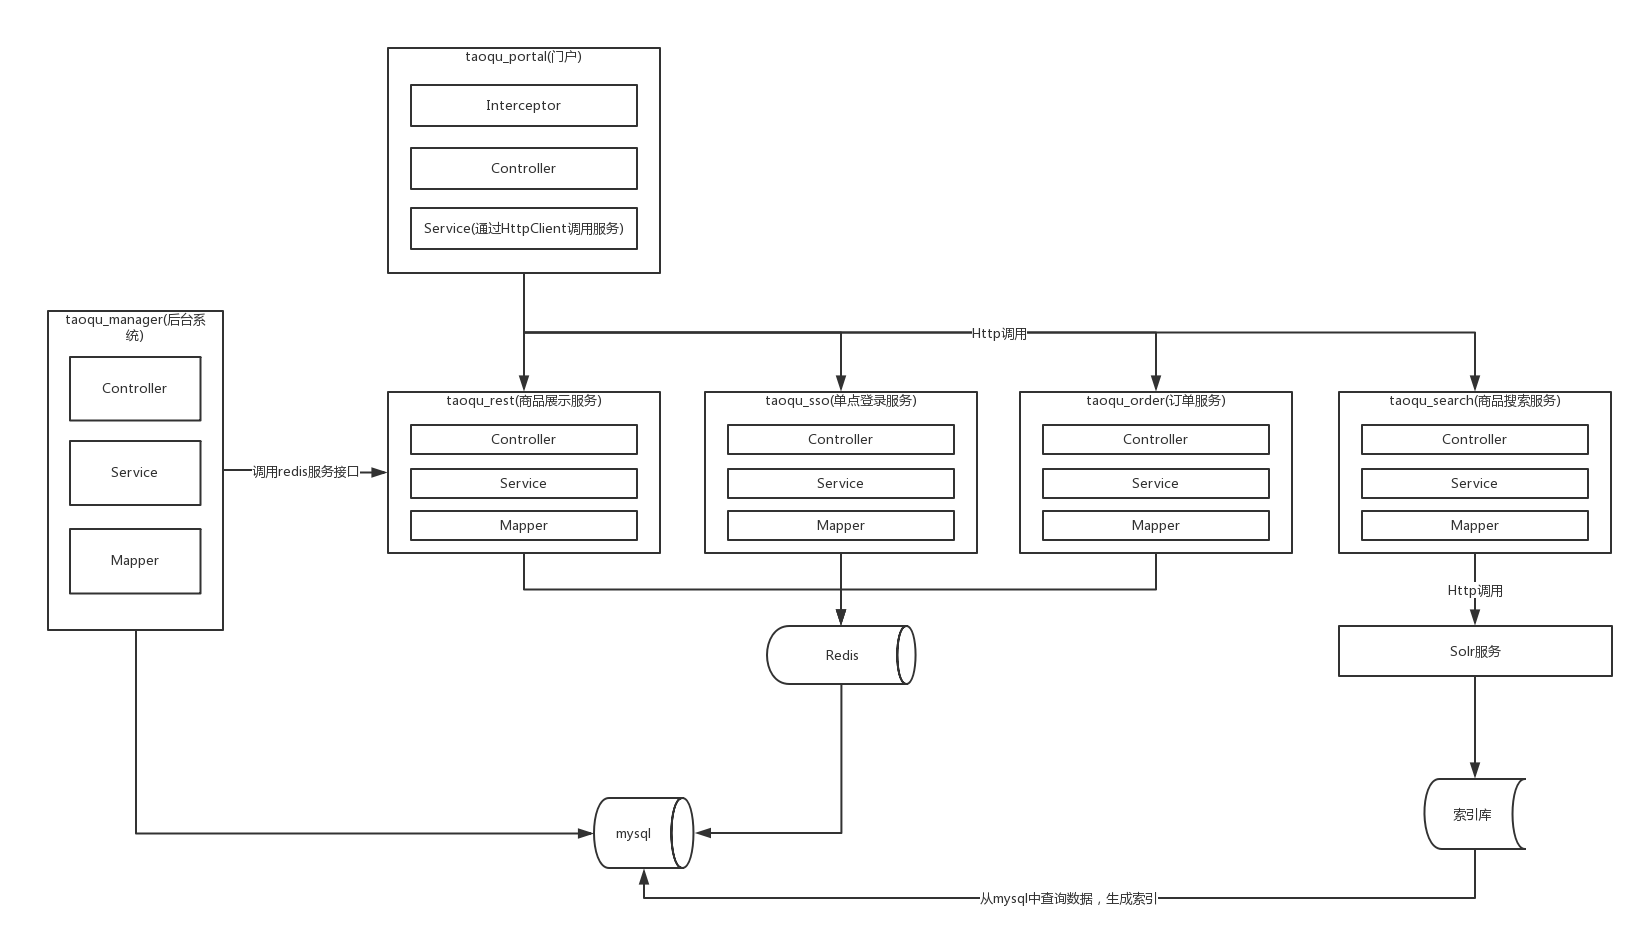 taoqu_portal(门户)
Interceptor
Controller
Service(通过HttpClient调用服务)
taoqu_manager(后台系
统)
Controller
Service
Mapper
调用redis服务接口
Http调用
taoqu_rest(商品展示服务)
Controller
Service
Mapper
taoqu_sso(单点登录服务)
Controller
Service
Mapper
taoqu_order(订单服务)
Controller
Service
Mapper
taoqu_search(商品搜索服务)
Controller
Service
Mapper
Http调用
Redis
Solr服务
mysql
索引库
从mysql中查询数据，生成索引